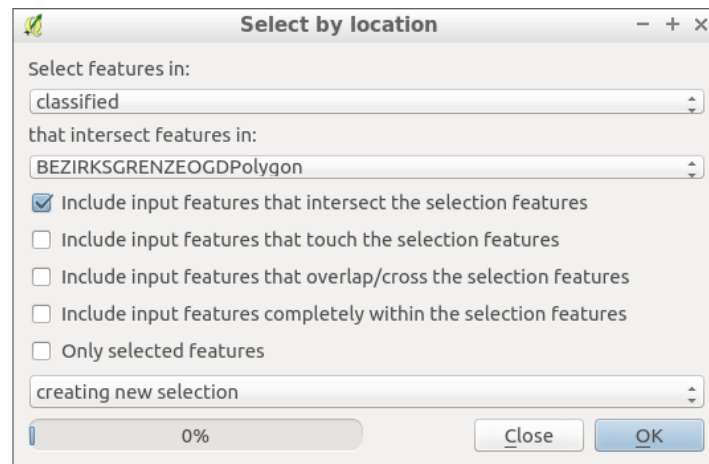 Select by location
Select features in:
classified
that intersect features in:
BEZIRKSGRENZEOGDPolygon
Include input features that intersect the selection features
Include input features that touch the selection features
Include input features that overlap/cross the selection features
Include input features completely within the selection features
Only selected features
creating new selection
0%
Close
OK